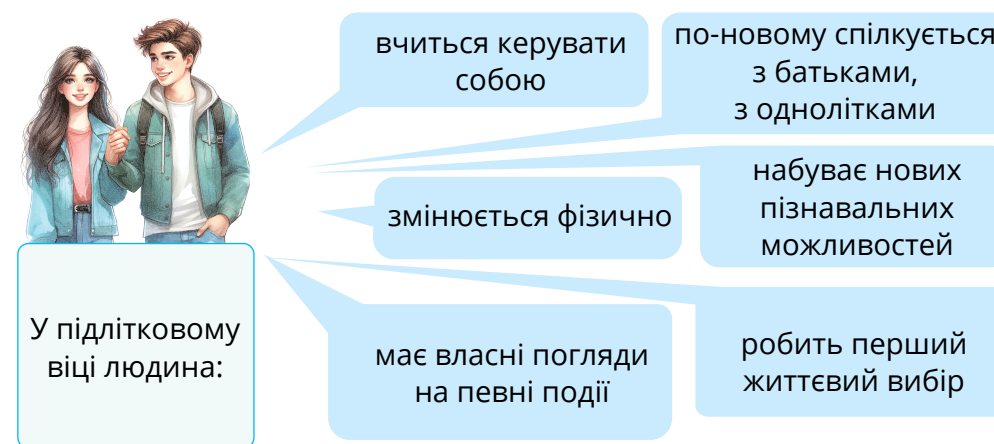 вчиться керувати
собою
по-новому спілкується
з батьками,
з однолітками
змінюється фізично
набуває нових
пізнавальних
можливостей
У підлітковому
віці людина:
має власні погляди
на певні події
робить перший
життєвий вибір